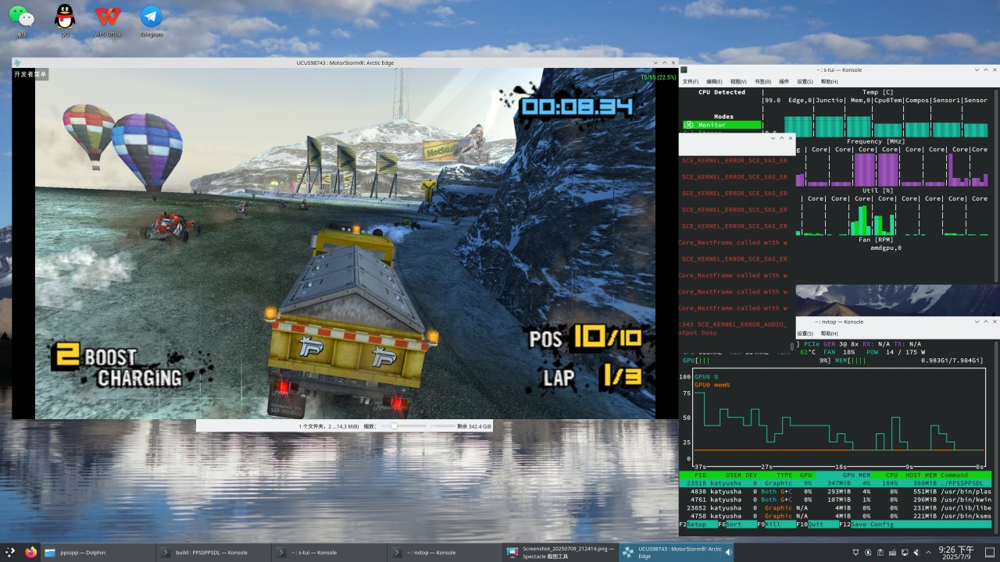 微信
QQ
WPS Office
Telegram
UCUS98743 : MotorStorm®: Arctic Edge
开发者菜单
15/65 (22.5%)
00:08.34
HotStuff
2 BOOST
CHARGING
POS 10/10
LAP 1/3
1 个文件夹，2 ...14.3 MiB)
缩放：
剩余 342.4 GiB
~ : s-tui — Konsole
文件(F) 编辑(E) 视图(V) 书签(B) 插件 设置(S) 帮助(H)
CPU Detected
Temp [C]
99.0 Edge,0 Junctio Mem,0 Cpu0Tem Compos Sensor1 Sensor
Modes
(X) Monitor
Frequency [MHz]
g Core Core Core Core Core Core Core Core
Util [%]
Core Core Core Core Core Core Core Core
Fan [RPM]
amdgpu,0
SCE_KERNEL_ERROR_SCE_SAS_ER
SCE_KERNEL_ERROR_SCE_SAS_ER
SCE_KERNEL_ERROR_SCE_SAS_ER
SCE_KERNEL_ERROR_SCE_SAS_ER
SCE_KERNEL_ERROR_SCE_SAS_ER
Core_NextFrame called with w
SCE_KERNEL_ERROR_SCE_SAS_ER
Core_NextFrame called with w
Core_NextFrame called with w
Core_NextFrame called with w
:343 SCE_KERNEL_ERROR_AUDIO_
utput busy
~ : nvtop — Konsole
设置(S) 帮助(H)
] PCIe GEN 3@ 8x RX: N/A TX: N/A
62°C FAN 18% POW 14 / 175 W
GPU[||| 9%] MEM[|||| 0.983Gi/7.984Gi]
100 GPU0 %
GPU0 mem%
75
50
25
0
37s 27s 18s 9s 0s
PID USER DEV TYPE GPU GPU MEM CPU HOST MEM Command
23518 katyusha 0 Graphic 9% 347MiB 4% 104% 308MiB ./PPSSPPSDL
4830 katyusha 0 Both G+C 0% 293MiB 4% 0% 551MiB /usr/bin/plas
4761 katyusha 0 Both G+C 0% 107MiB 1% 0% 296MiB /usr/bin/kwin
23652 katyusha 0 Graphic N/A 4MiB 0% 0% 231MiB /usr/lib/libe
4758 katyusha 0 Graphic N/A 4MiB 0% 0% 221MiB /usr/bin/ksms
F2Setup F6Sort F9Kill F10Quit F12Save Config
ppsspp — Dolphin
build : PPSSPPSDL — Konsole
~ : s-tui — Konsole
~ : nvtop — Konsole
Screenshot_20250709_212414.png —
Spectacle 截图工具
UCUS98743 : MotorStorm®: Arctic
Edge
9:26 下午
2025/7/9